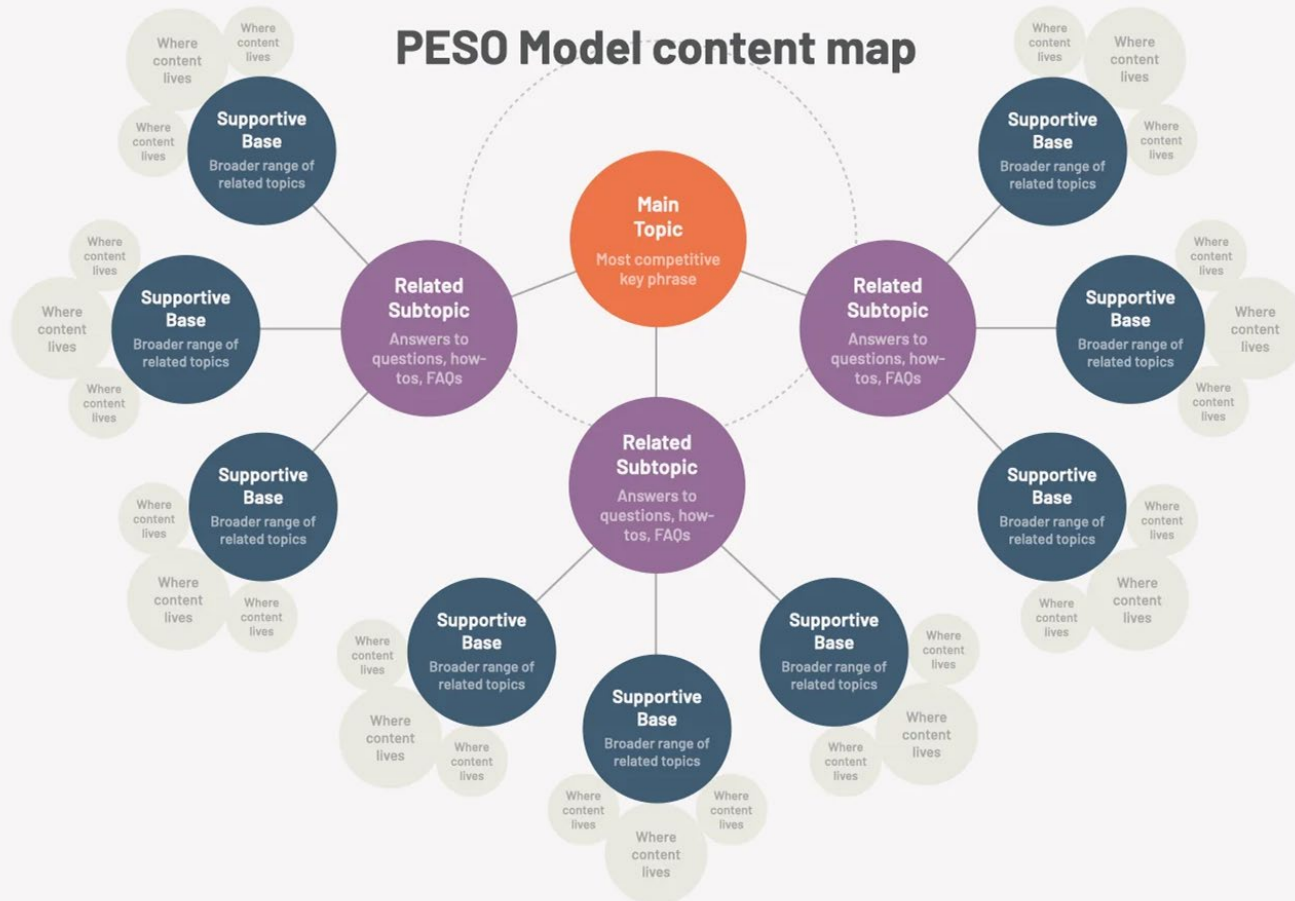 PESO Model content map
Where
content
lives
Where
content
lives
Where
content
lives
Supportive
Base
Broader range of
related topics
Where
content
lives
Where
content
lives
Where
content
lives
Supportive
Base
Broader range of
related topics
Main
Topic
Most competitive
key phrase
Where
content
lives
Where
content
lives
Where
content
lives
Supportive
Base
Broader range of
related topics
Related
Subtopic
Answers to
questions, how-
tos, FAQs
Related
Subtopic
Answers to
questions, how-
tos, FAQs
Supportive
Base
Broader range of
related topics
Where
content
lives
Where
content
lives
Where
content
lives
Supportive
Base
Broader range of
related topics
Where
content
lives
Where
content
lives
Where
content
lives
Related
Subtopic
Answers to
questions, how-
tos, FAQs
Supportive
Base
Broader range of
related topics
Where
content
lives
Where
content
lives
Where
content
lives
Supportive
Base
Broader range of
related topics
Where
content
lives
Where
content
lives
Where
content
lives
Supportive
Base
Broader range of
related topics
Where
content
lives
Where
content
lives
Where
content
lives
Supportive
Base
Broader range of
related topics
Where
content
lives
Where
content
lives
Where
content
lives